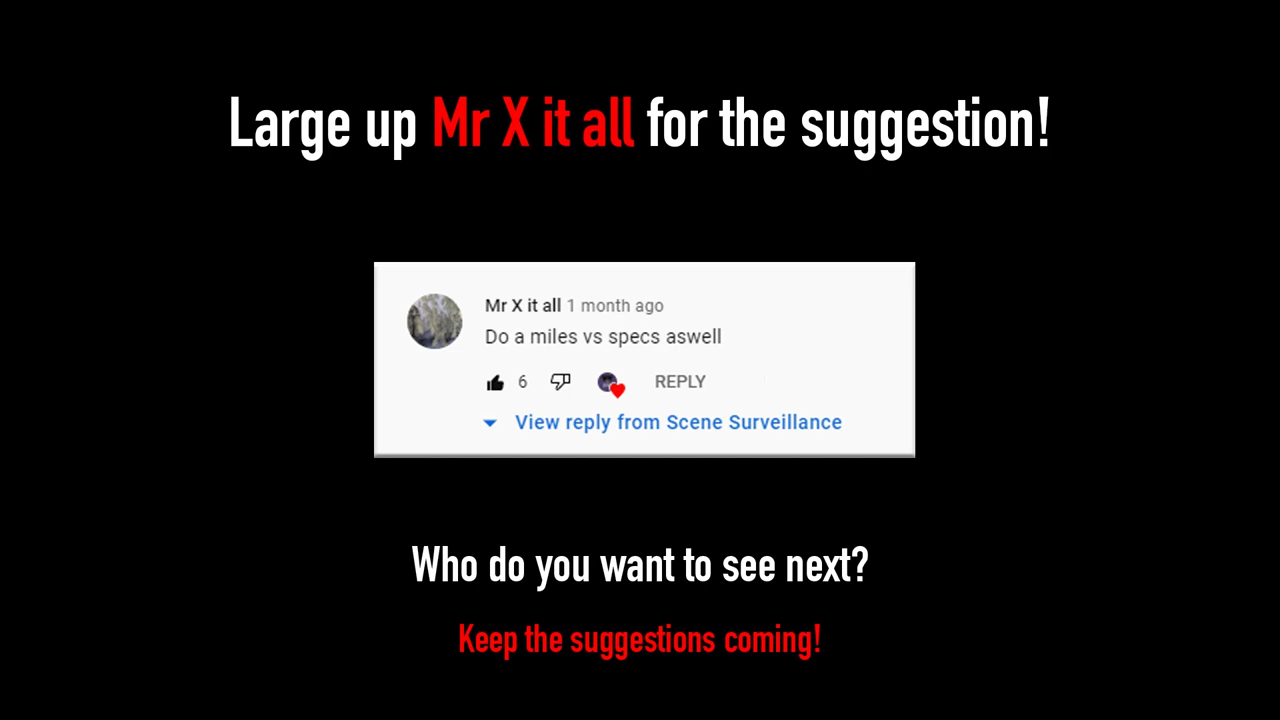 Large up Mr X it all for the suggestion!
Mr X it all 1 month ago
Do a miles vs specs aswell
6 REPLY
View reply from Scene Surveillance
Who do you want to see next?
Keep the suggestions coming!